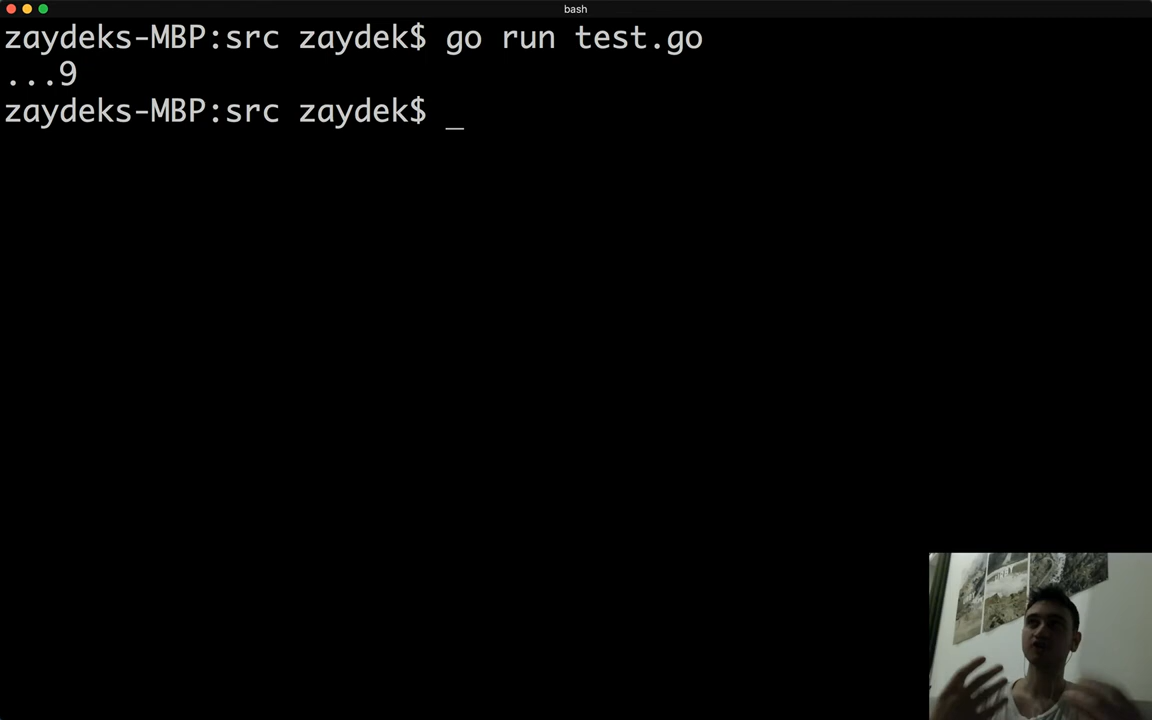 bash
zaydeks-MBP:src zaydek$ go run test.go
...9
zaydeks-MBP:src zaydek$ _